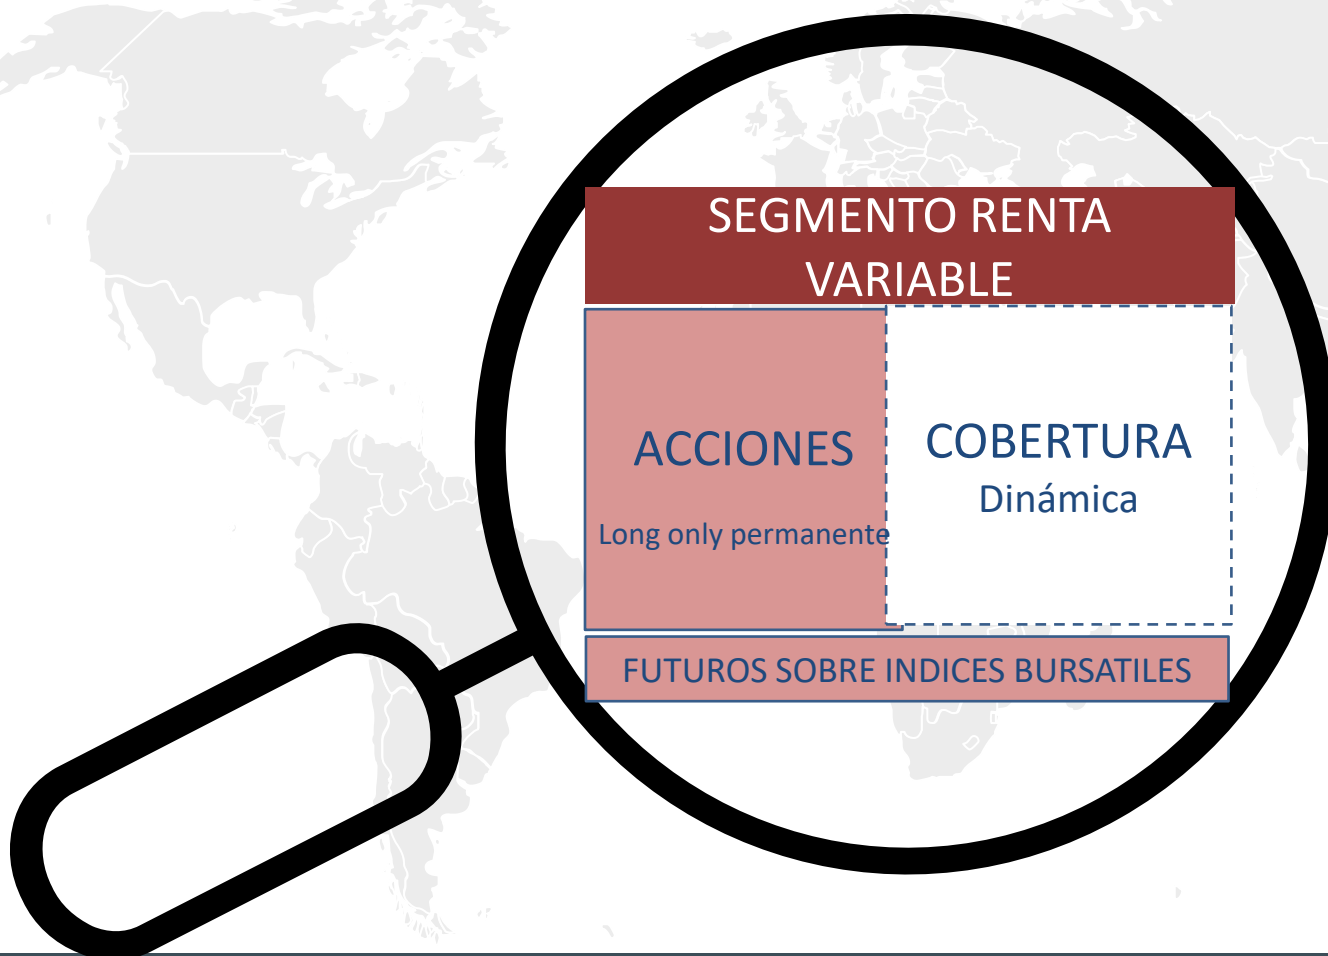 SEGMENTO RENTA
VARIABLE
ACCIONES
Long only permanente
COBERTURA
Dinámica
FUTUROS SOBRE INDICES BURSATILES